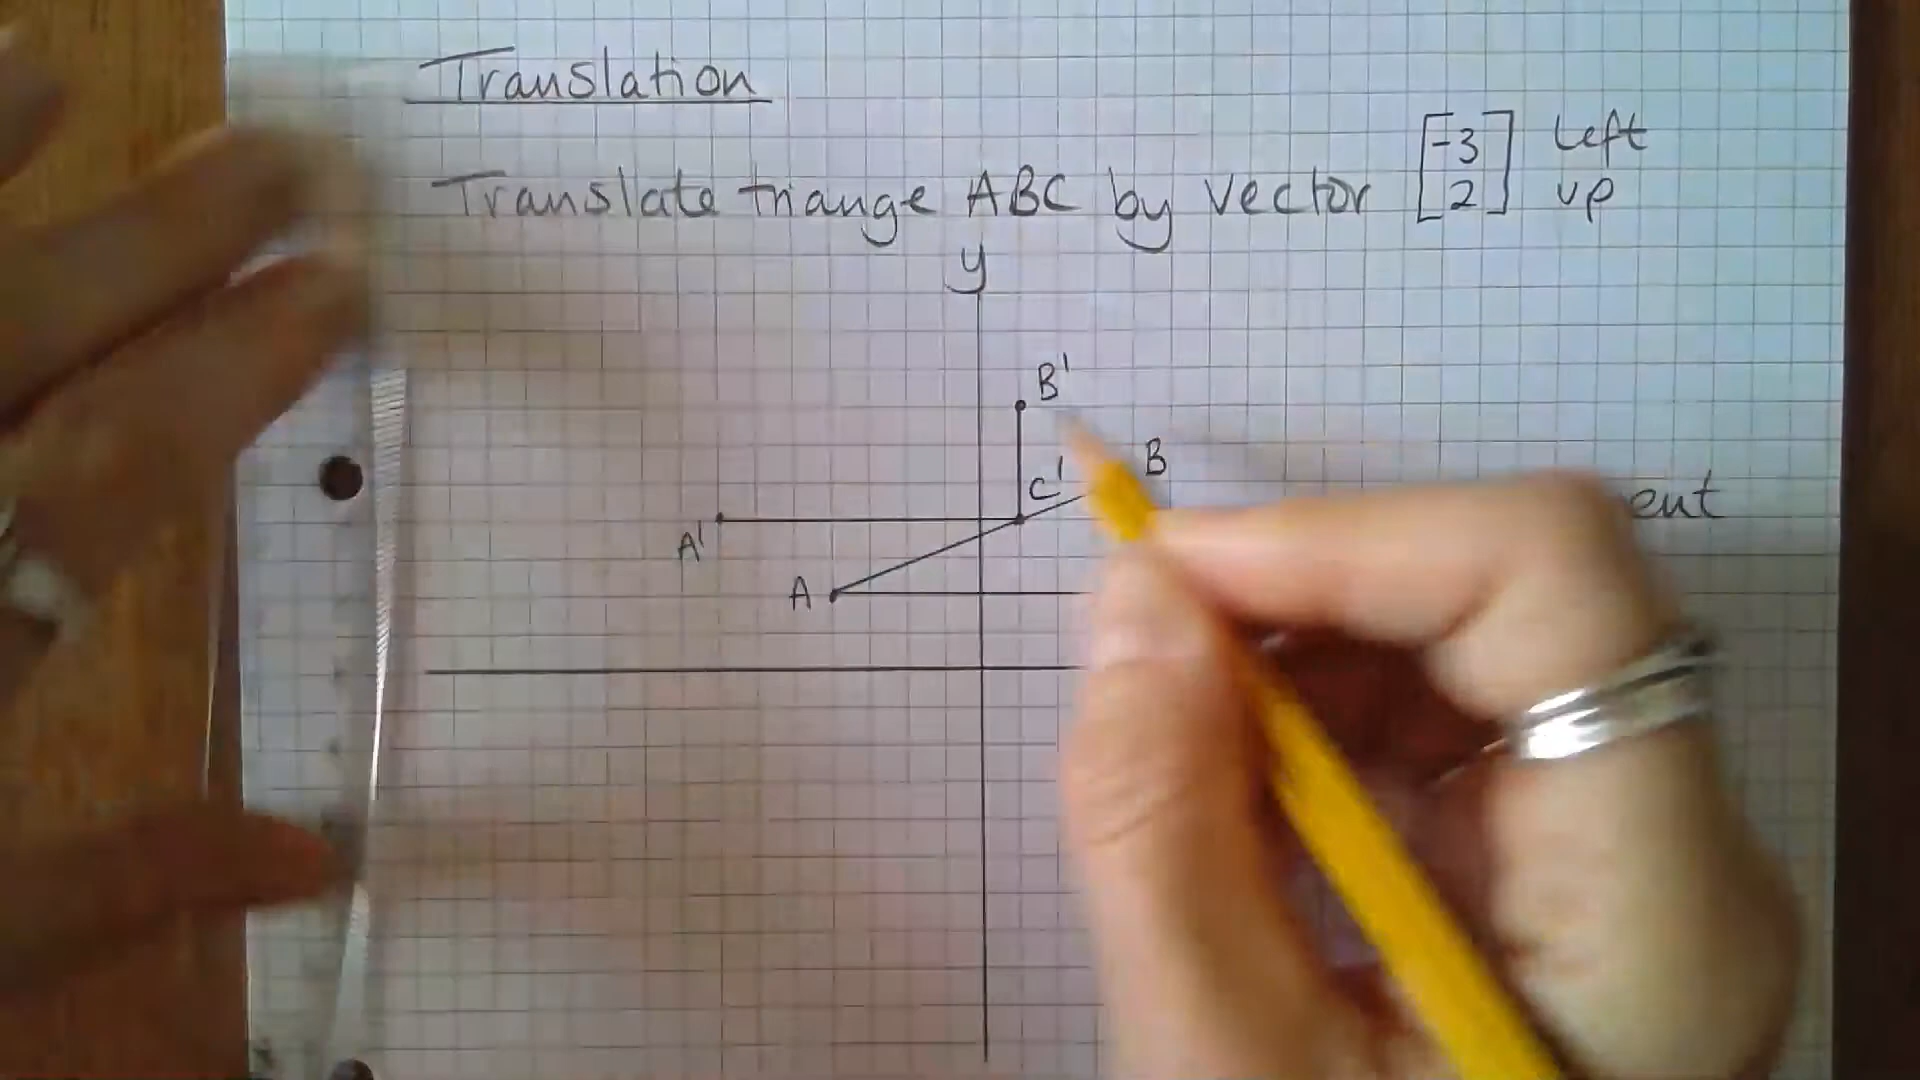 Translation
Translate triange ABC by vector [-3 2] left up
y
B'
B
C'
A'
A